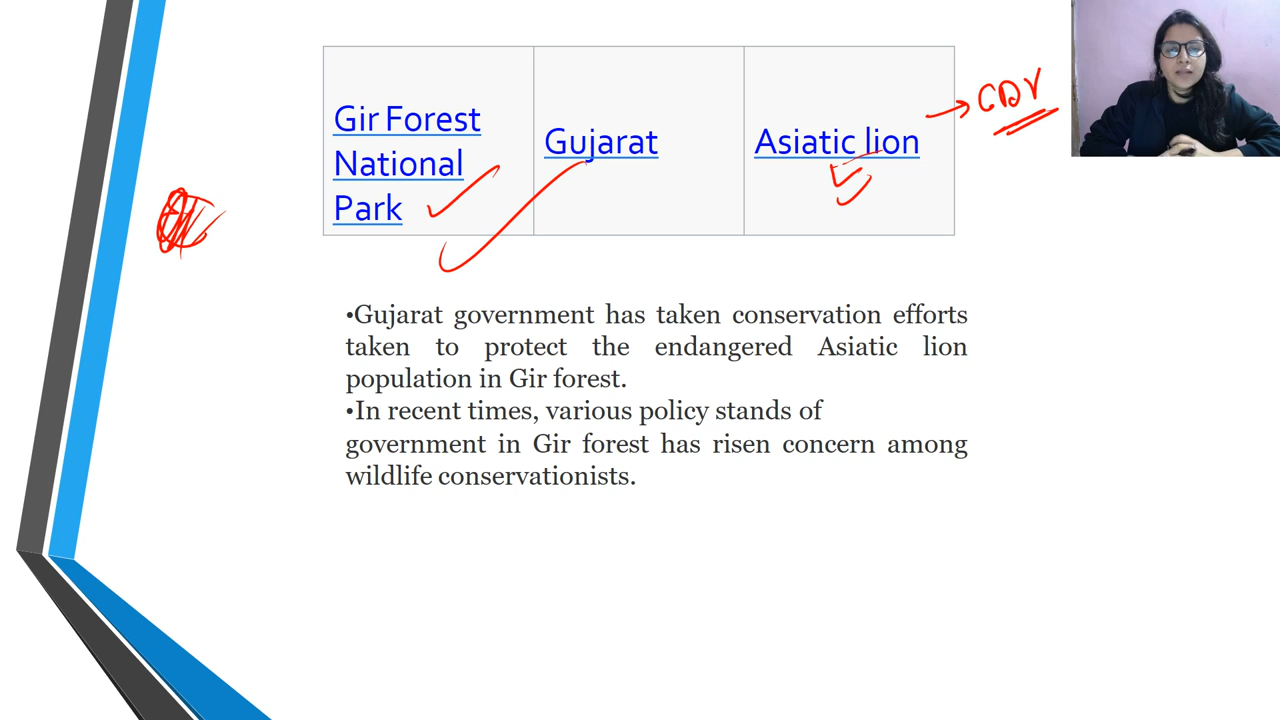 Gir Forest
National
Park
Gujarat
Asiatic lion
CDV
•Gujarat government has taken conservation efforts
taken to protect the endangered Asiatic lion
population in Gir forest.
•In recent times, various policy stands of
government in Gir forest has risen concern among
wildlife conservationists.